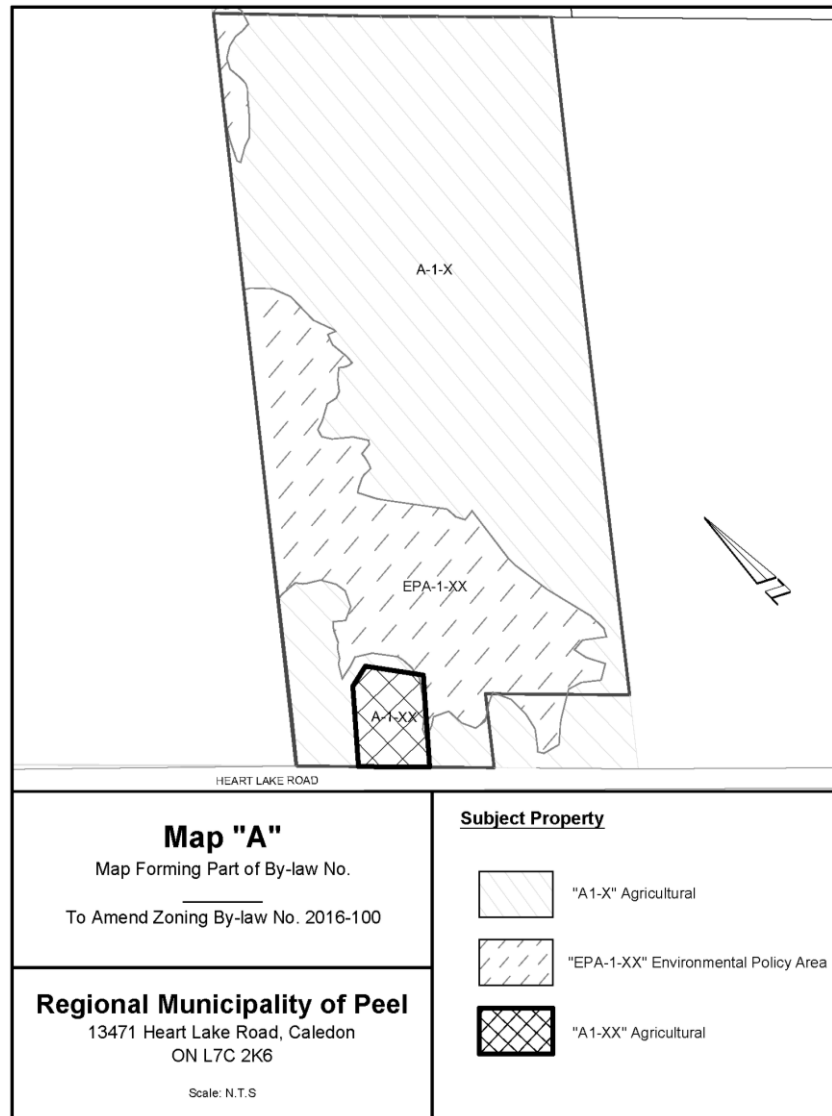 A-1-X
EPA-1-XX
A-1-XX
HEART LAKE ROAD
Map "A"
Map Forming Part of By-law No.
To Amend Zoning By-law No. 2016-100
Regional Municipality of Peel
13471 Heart Lake Road, Caledon
ON L7C 2K6
Scale: N.T.S
Subject Property
"A1-X" Agricultural
"EPA-1-XX" Environmental Policy Area
"A1-XX" Agricultural